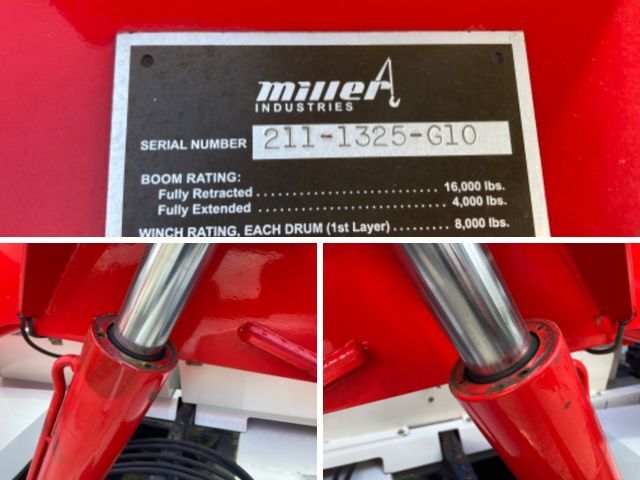 miller
INDUSTRIES
SERIAL NUMBER 211-1325-G10
BOOM RATING:
Fully Retracted .................................... 16,000 lbs.
Fully Extended .................................... 4,000 lbs.
WINCH RATING, EACH DRUM (1st Layer) ......... 8,000 lbs.